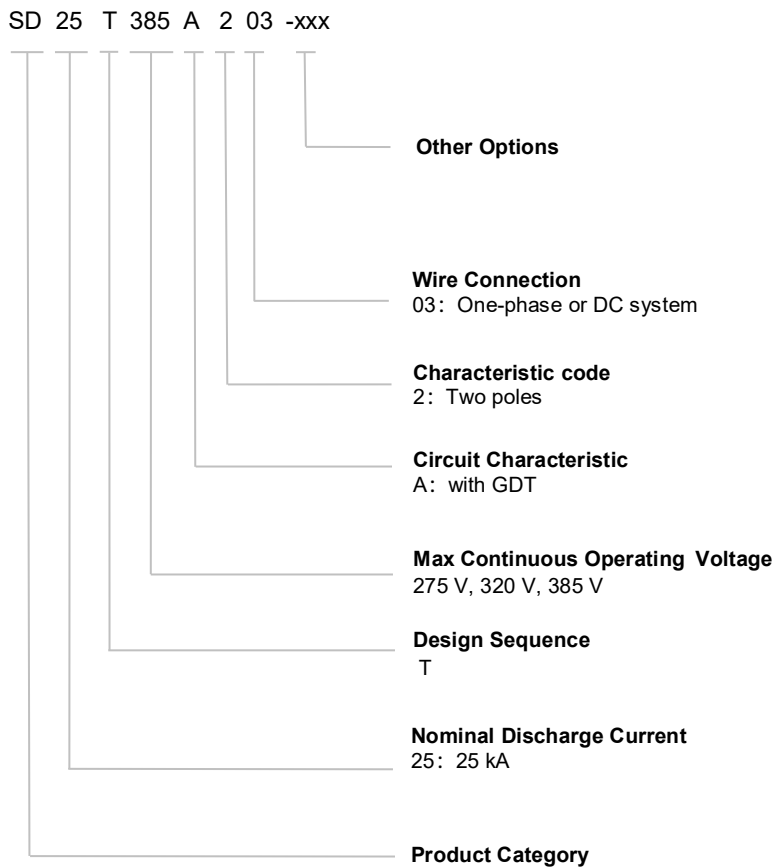 SD 25 T 385 A 2 03 -xxx
Other Options
Wire Connection
03：One-phase or DC system
Characteristic code
2：Two poles
Circuit Characteristic
A：with GDT
Max Continuous Operating Voltage
275 V, 320 V, 385 V
Design Sequence
T
Nominal Discharge Current
25：25 kA
Product Category